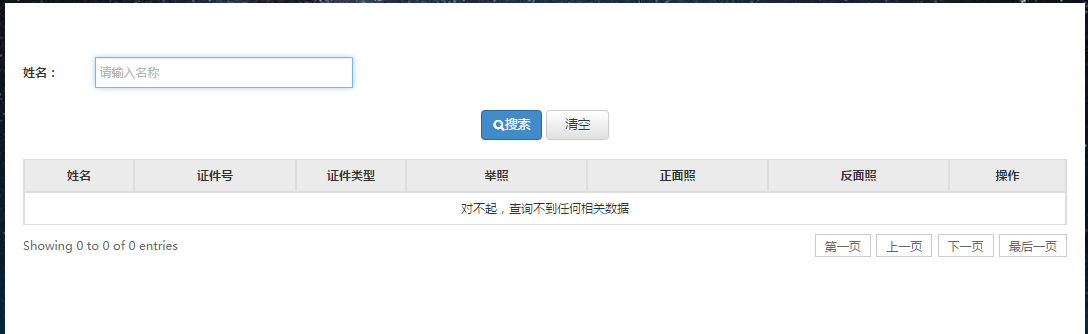 姓名：
请输入名称
搜索 清空
姓名 证件号 证件类型 举照 正面照 反面照 操作
对不起，查询不到任何相关数据
Showing 0 to 0 of 0 entries 第一页 上一页 下一页 最后一页